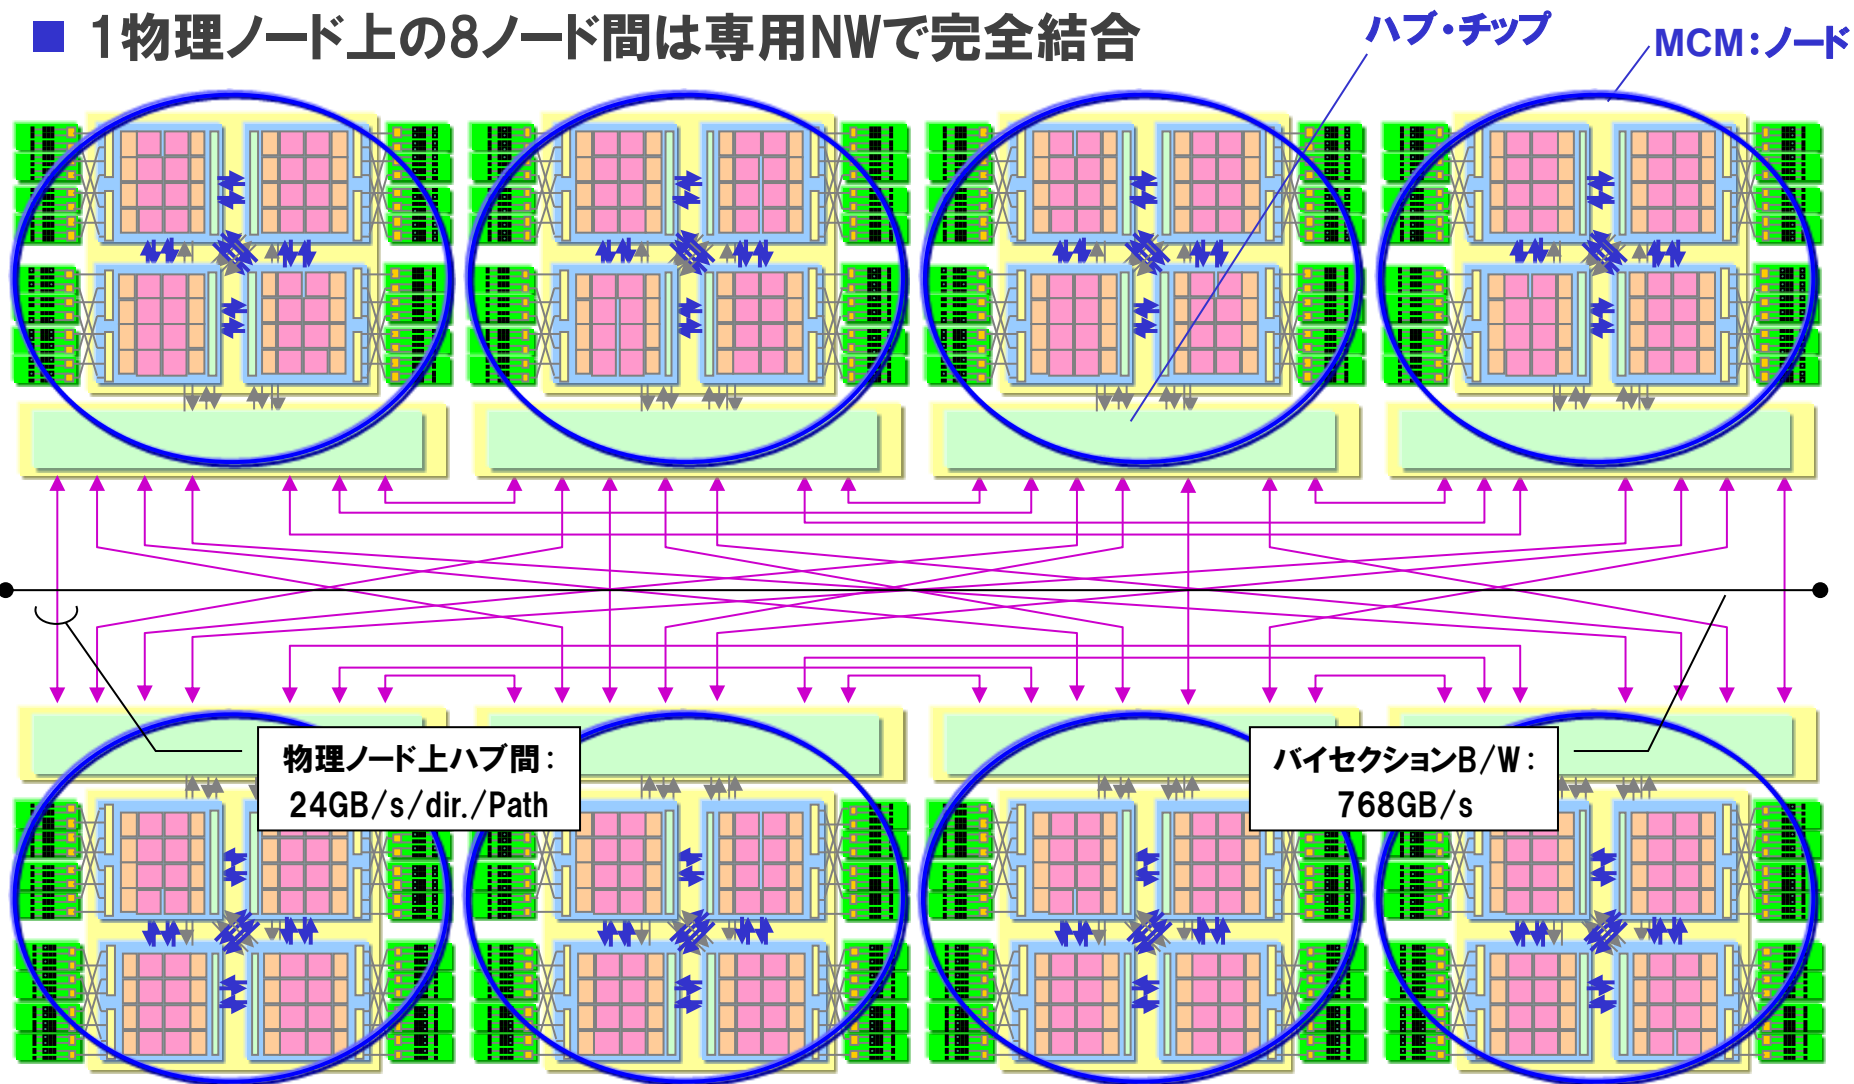 ■ 1物理ノード上の8ノード間は専用NWで完全結合
ハブ・チップ
MCM:ノード
物理ノード上ハブ間:
24GB/s/dir./Path
バイセクションB/W:
768GB/s